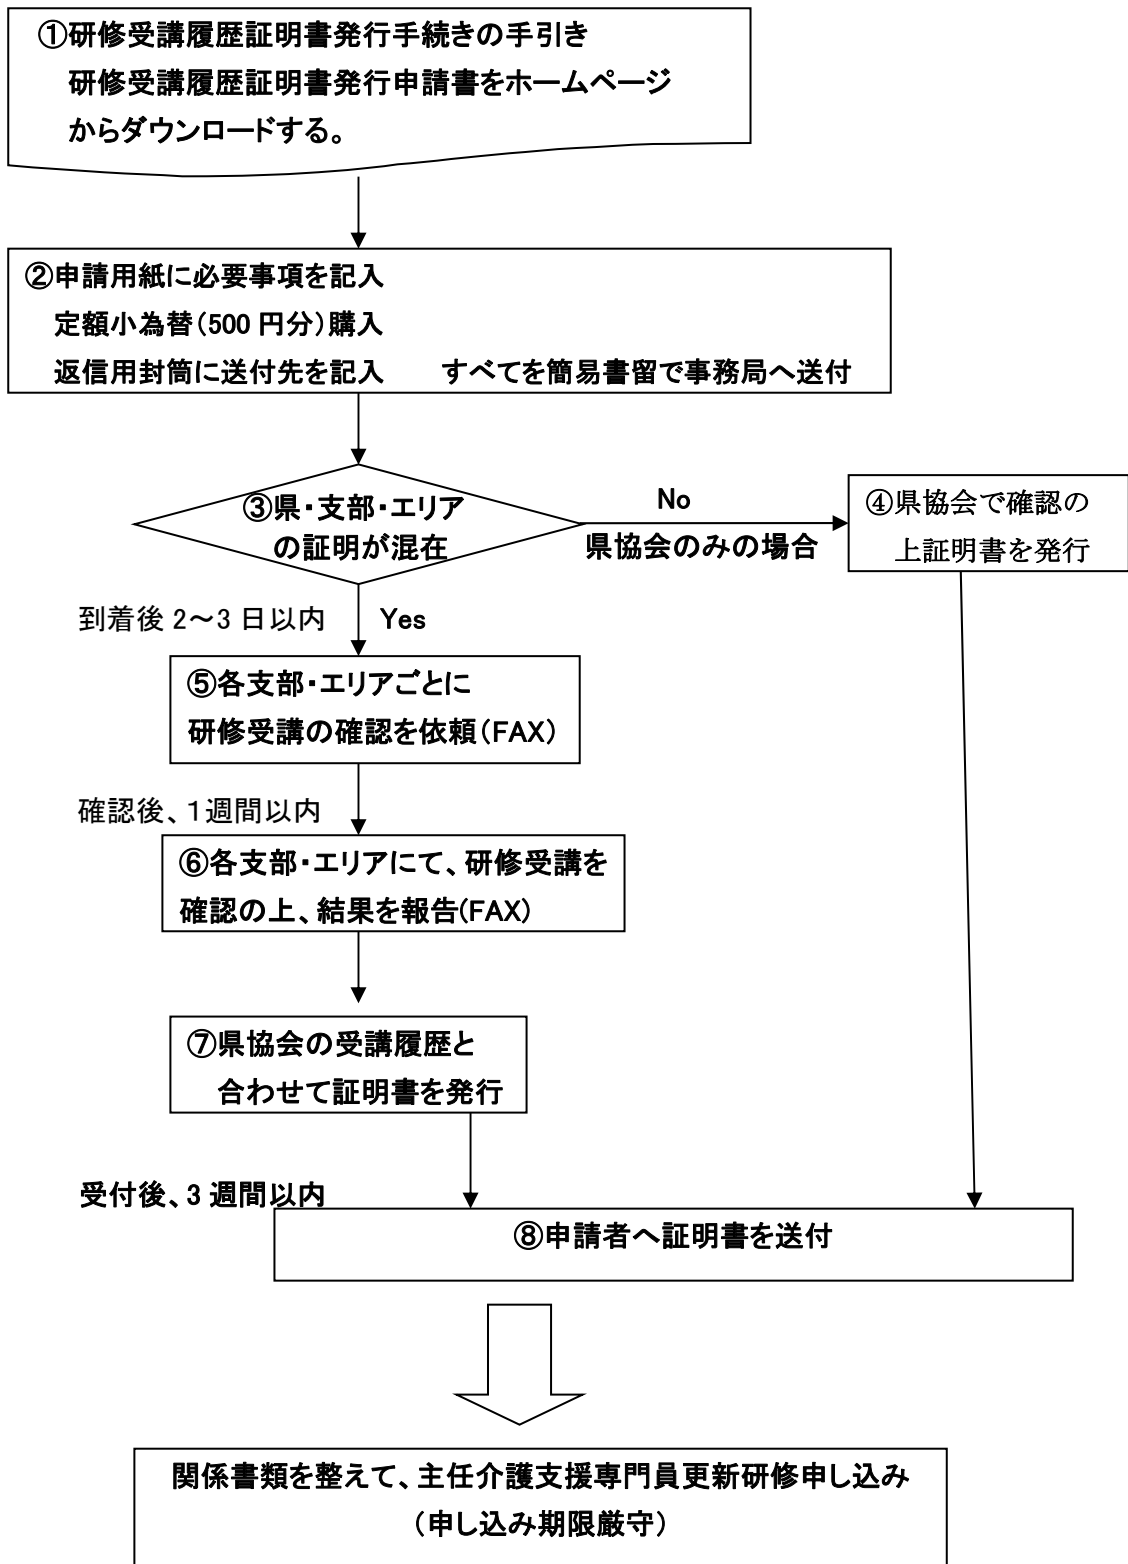 ①研修受講履歴証明書発行手続きの手引き
研修受講履歴証明書発行申請書をホームページ
からダウンロードする。
②申請用紙に必要事項を記入
定額小為替（500 円分）購入
返信用封筒に送付先を記入　　すべてを簡易書留で事務局へ送付
③県・支部・エリア
の証明が混在
No
県協会のみの場合
④県協会で確認の
上証明書を発行
到着後 2～3 日以内
Yes
⑤各支部・エリアごとに
研修受講の確認を依頼（FAX）
確認後、１週間以内
⑥各支部・エリアにて、研修受講を
確認の上、結果を報告(FAX)
⑦県協会の受講履歴と
合わせて証明書を発行
受付後、3 週間以内
⑧申請者へ証明書を送付
関係書類を整えて、主任介護支援専門員更新研修申し込み
（申し込み期限厳守）